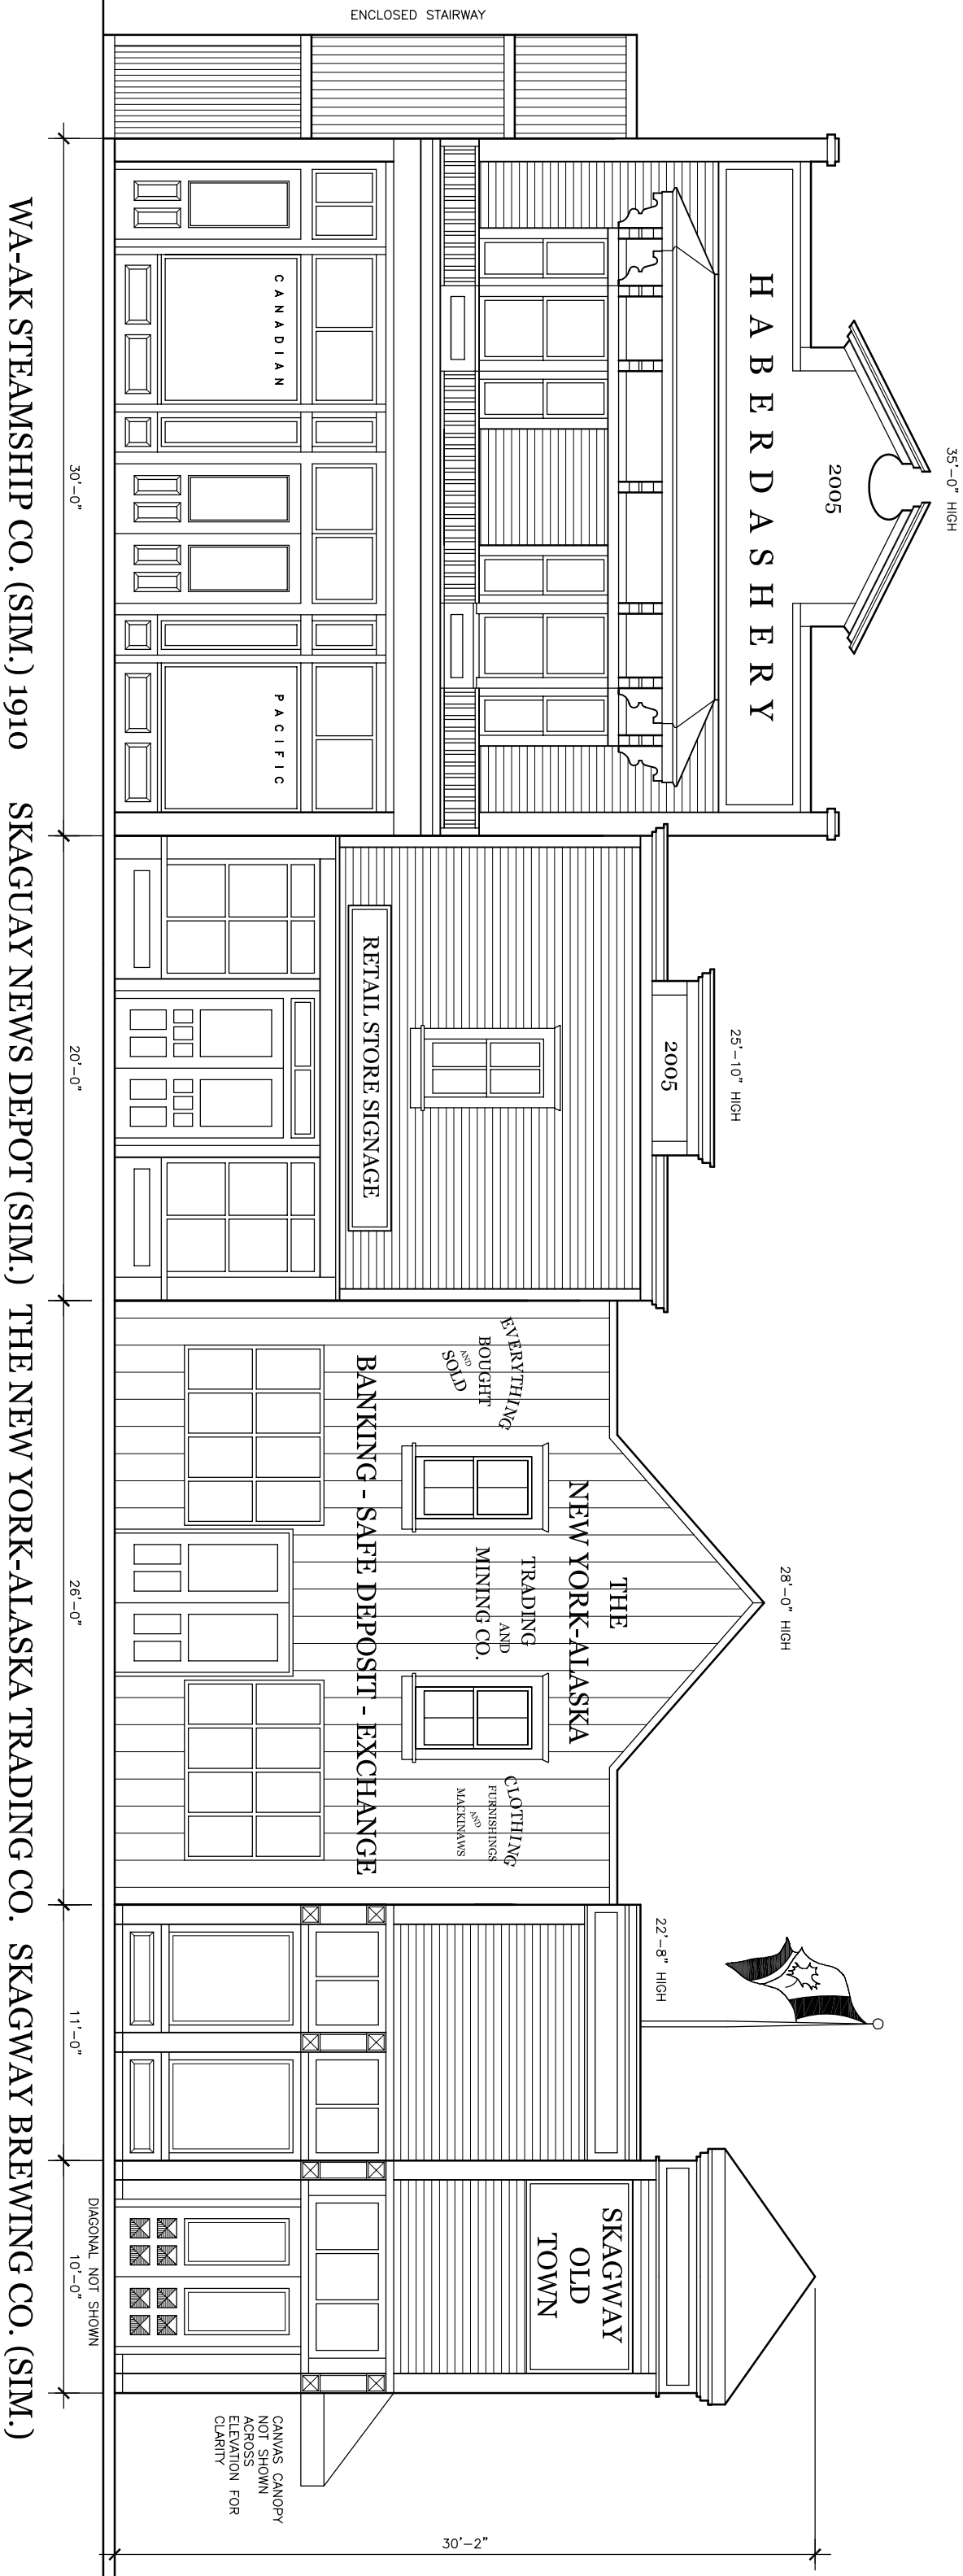 ENCLOSED STAIRWAY
35'-0" HIGH
2005
HABERDASHERY
CANADIAN
PACIFIC
25'-10" HIGH
2005
RETAIL STORE SIGNAGE
28'-0" HIGH
THE
NEW YORK-ALASKA
TRADING
AND
MINING CO.
EVERYTHING
BOUGHT
AND
SOLD
CLOTHING
FURNISHINGS
AND
MACKINAWS
BANKING - SAFE DEPOSIT - EXCHANGE
22'-8" HIGH
SKAGWAY
OLD
TOWN
CANVAS CANOPY
NOT SHOWN
ACROSS
ELEVATION FOR
CLARITY
30'-2"
DIAGONAL NOT SHOWN
30'-0"
20'-0"
26'-0"
11'-0"
10'-0"
WA-AK STEAMSHIP CO. (SIM.) 1910
SKAGUAY NEWS DEPOT (SIM.)
THE NEW YORK-ALASKA TRADING CO.
SKAGWAY BREWING CO. (SIM.)